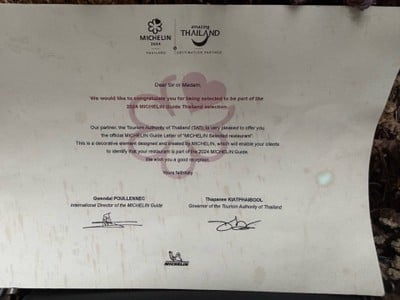 MICHELIN
2024
THAILAND
amazing
THAILAND
DESTINATION PARTNER
Dear Sir or Madam,
We would like to congratulate you for being selected to be part of the
2024 MICHELIN Guide Thailand selection.
Our partner, the Tourism Authority of Thailand (TAT), is very pleased to offer you
the official MICHELIN Guide Letter of "MICHELIN Selected restaurant".
This is a decorative element designed and created by MICHELIN, which will enable your clients
to identify that your restaurant is part of the 2024 MICHELIN Guide.
We wish you a good reception.
Yours faithfully
Gwendal POULLENNEC
International Director of the MICHELIN Guide
Thapanee KIATPHAIBOOL
Governor of the Tourism Authority of Thailand
MICHELIN